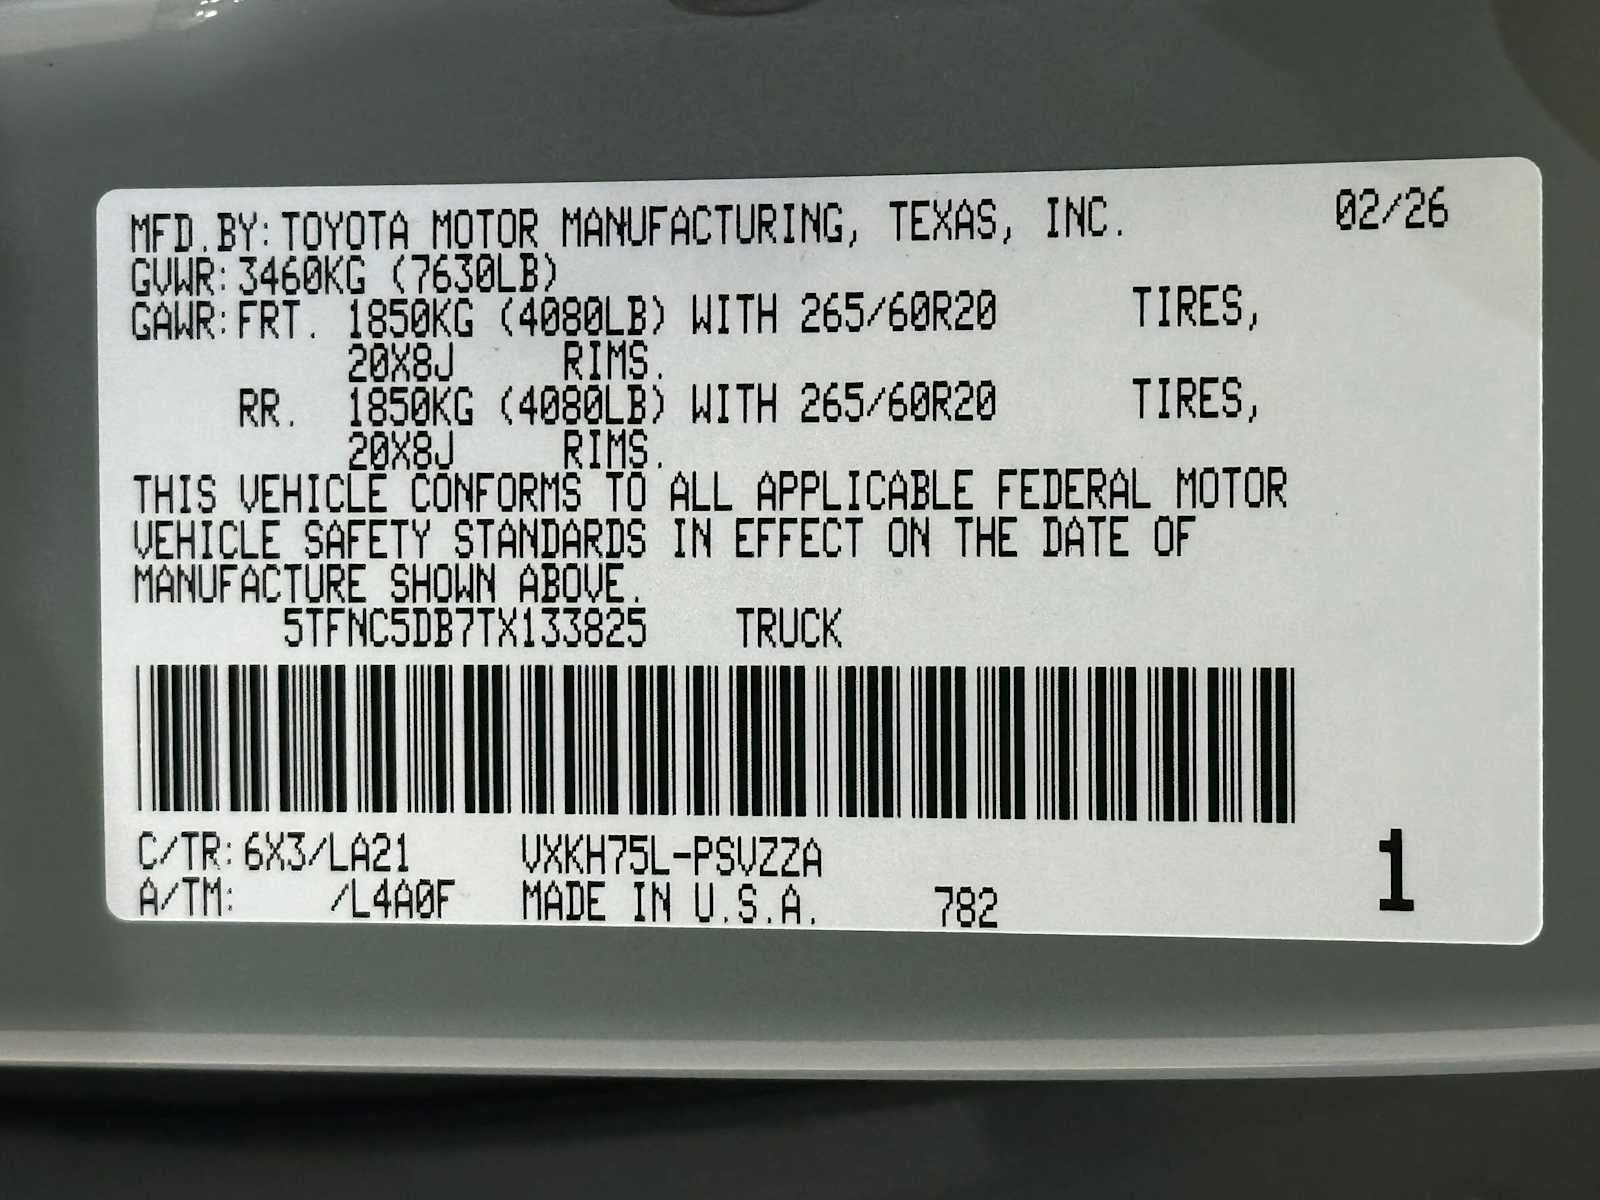 MFD.BY: TOYOTA MOTOR MANUFACTURING, TEXAS, INC. 02/26
GVWR: 3460KG (7630LB)
GAWR: FRT. 1850KG (4080LB) WITH 265/60R20 TIRES,
20X8J RIMS.
RR. 1850KG (4080LB) WITH 265/60R20 TIRES,
20X8J RIMS.
THIS VEHICLE CONFORMS TO ALL APPLICABLE FEDERAL MOTOR
VEHICLE SAFETY STANDARDS IN EFFECT ON THE DATE OF
MANUFACTURE SHOWN ABOVE.
5TFNC5DB7TX133825 TRUCK
C/TR: 6X3/LA21 VXKH75L-PSVZZA
A/TM: /L4A0F MADE IN U.S.A. 782
1